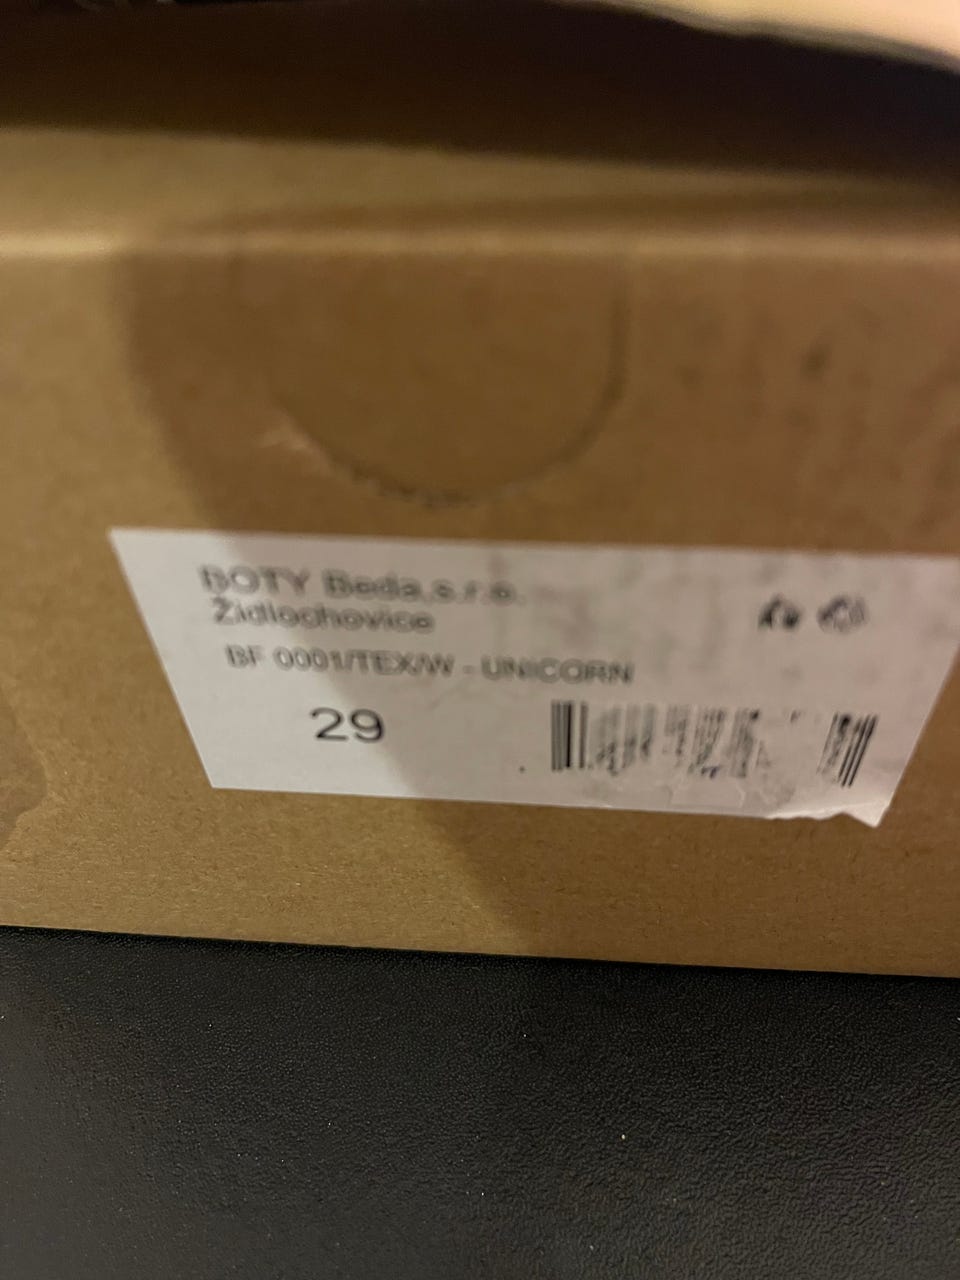 BOTY Beda,s.r.o.
Židlochovice
BF 0001/TEX/W - UNICORN
29